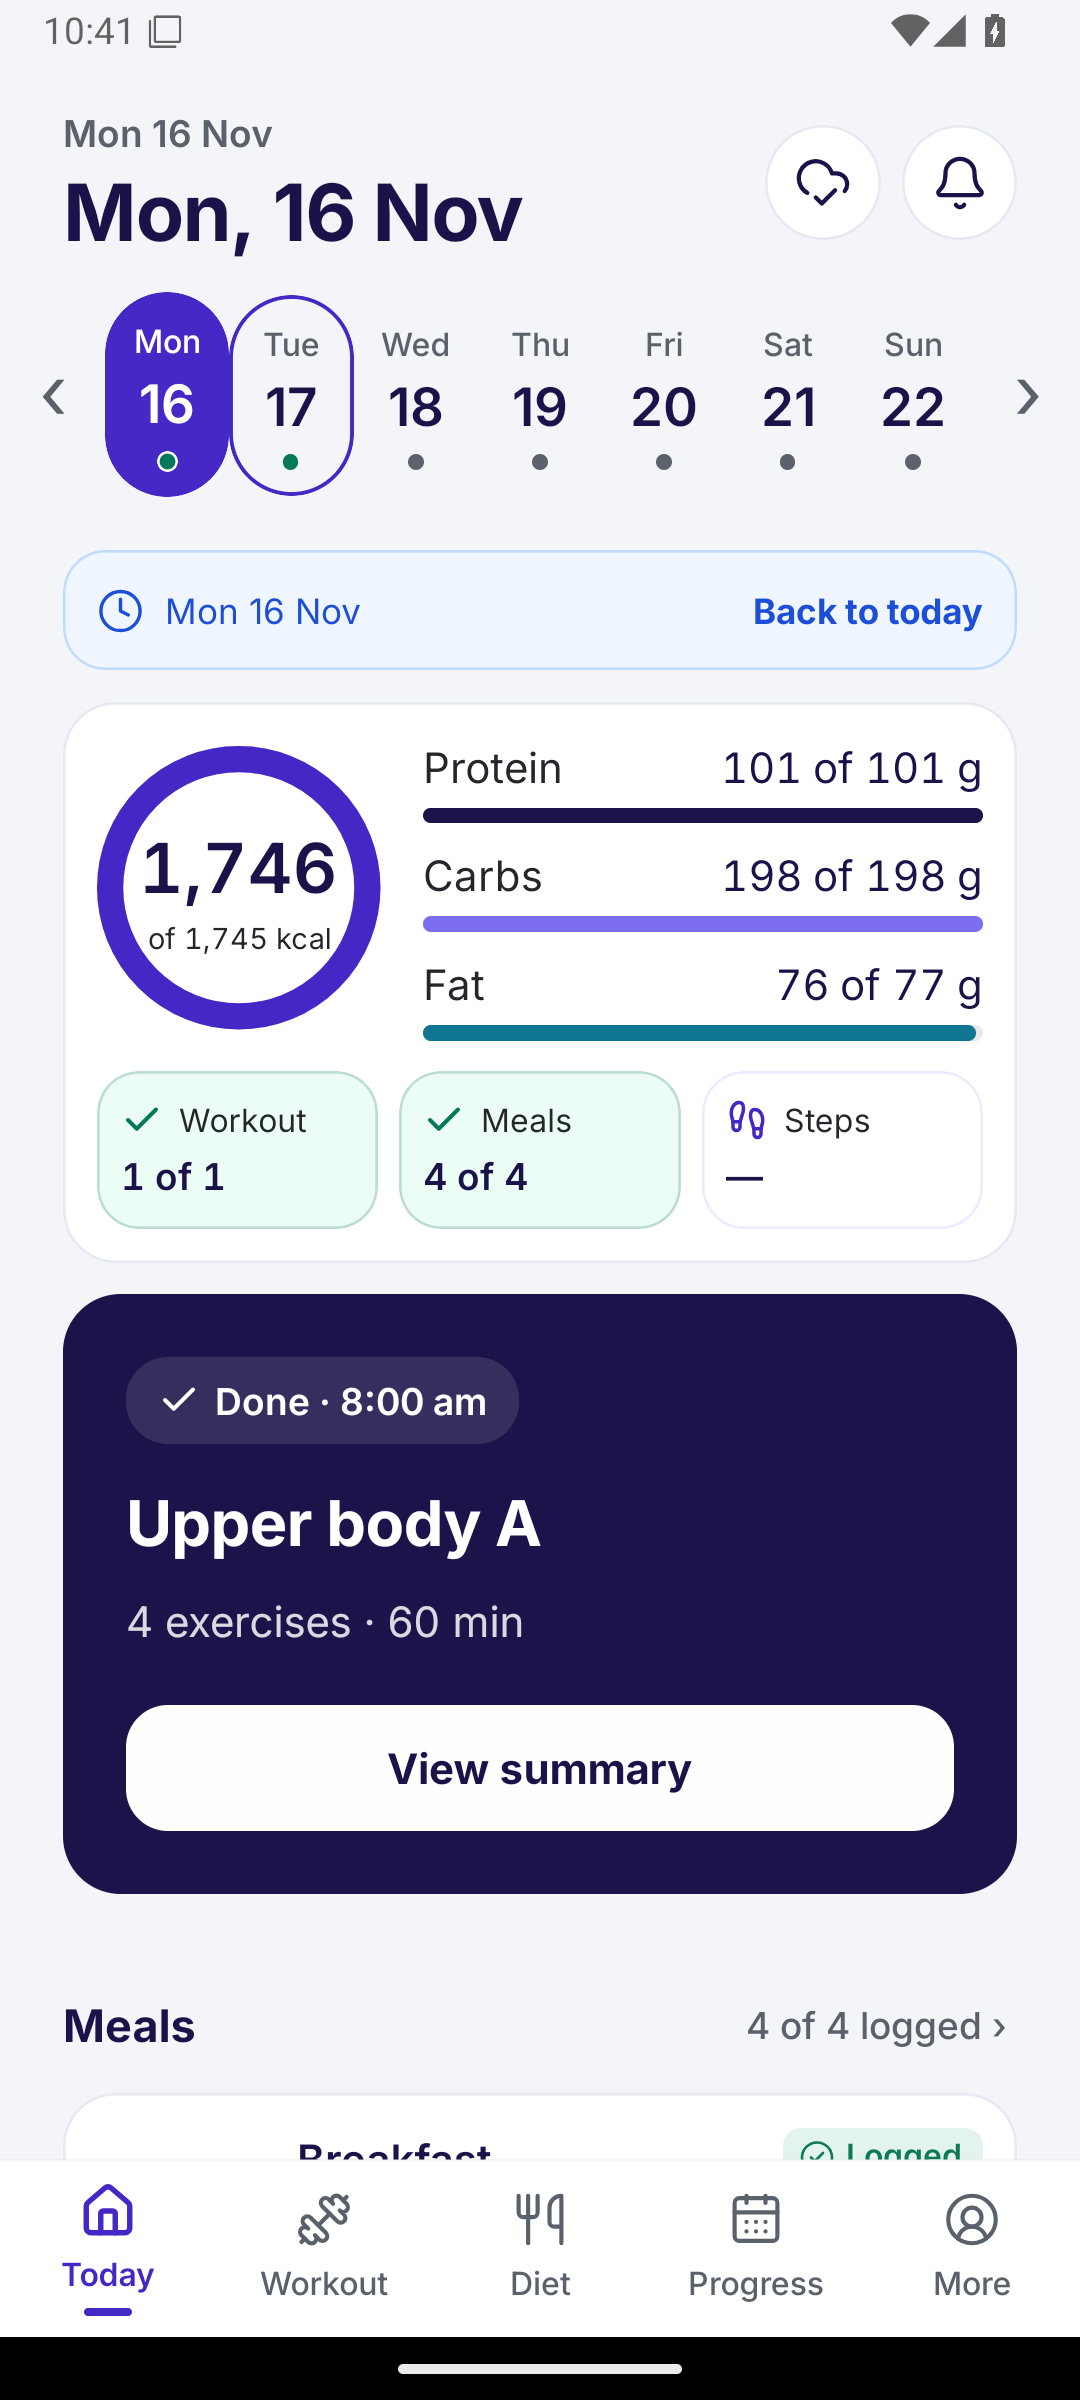 10:41
Mon 16 Nov
Mon, 16 Nov
Mon Tue Wed Thu Fri Sat Sun
‹ 16 17 18 19 20 21 22 ›
Mon 16 Nov Back to today
Protein 101 of 101 g
1,746
of 1,745 kcal
Carbs 198 of 198 g
Fat 76 of 77 g
Workout
1 of 1
Meals
4 of 4
Steps
—
Done · 8:00 am
Upper body A
4 exercises · 60 min
View summary
Meals 4 of 4 logged ›
Breakfast Logged
Today Workout Diet Progress More